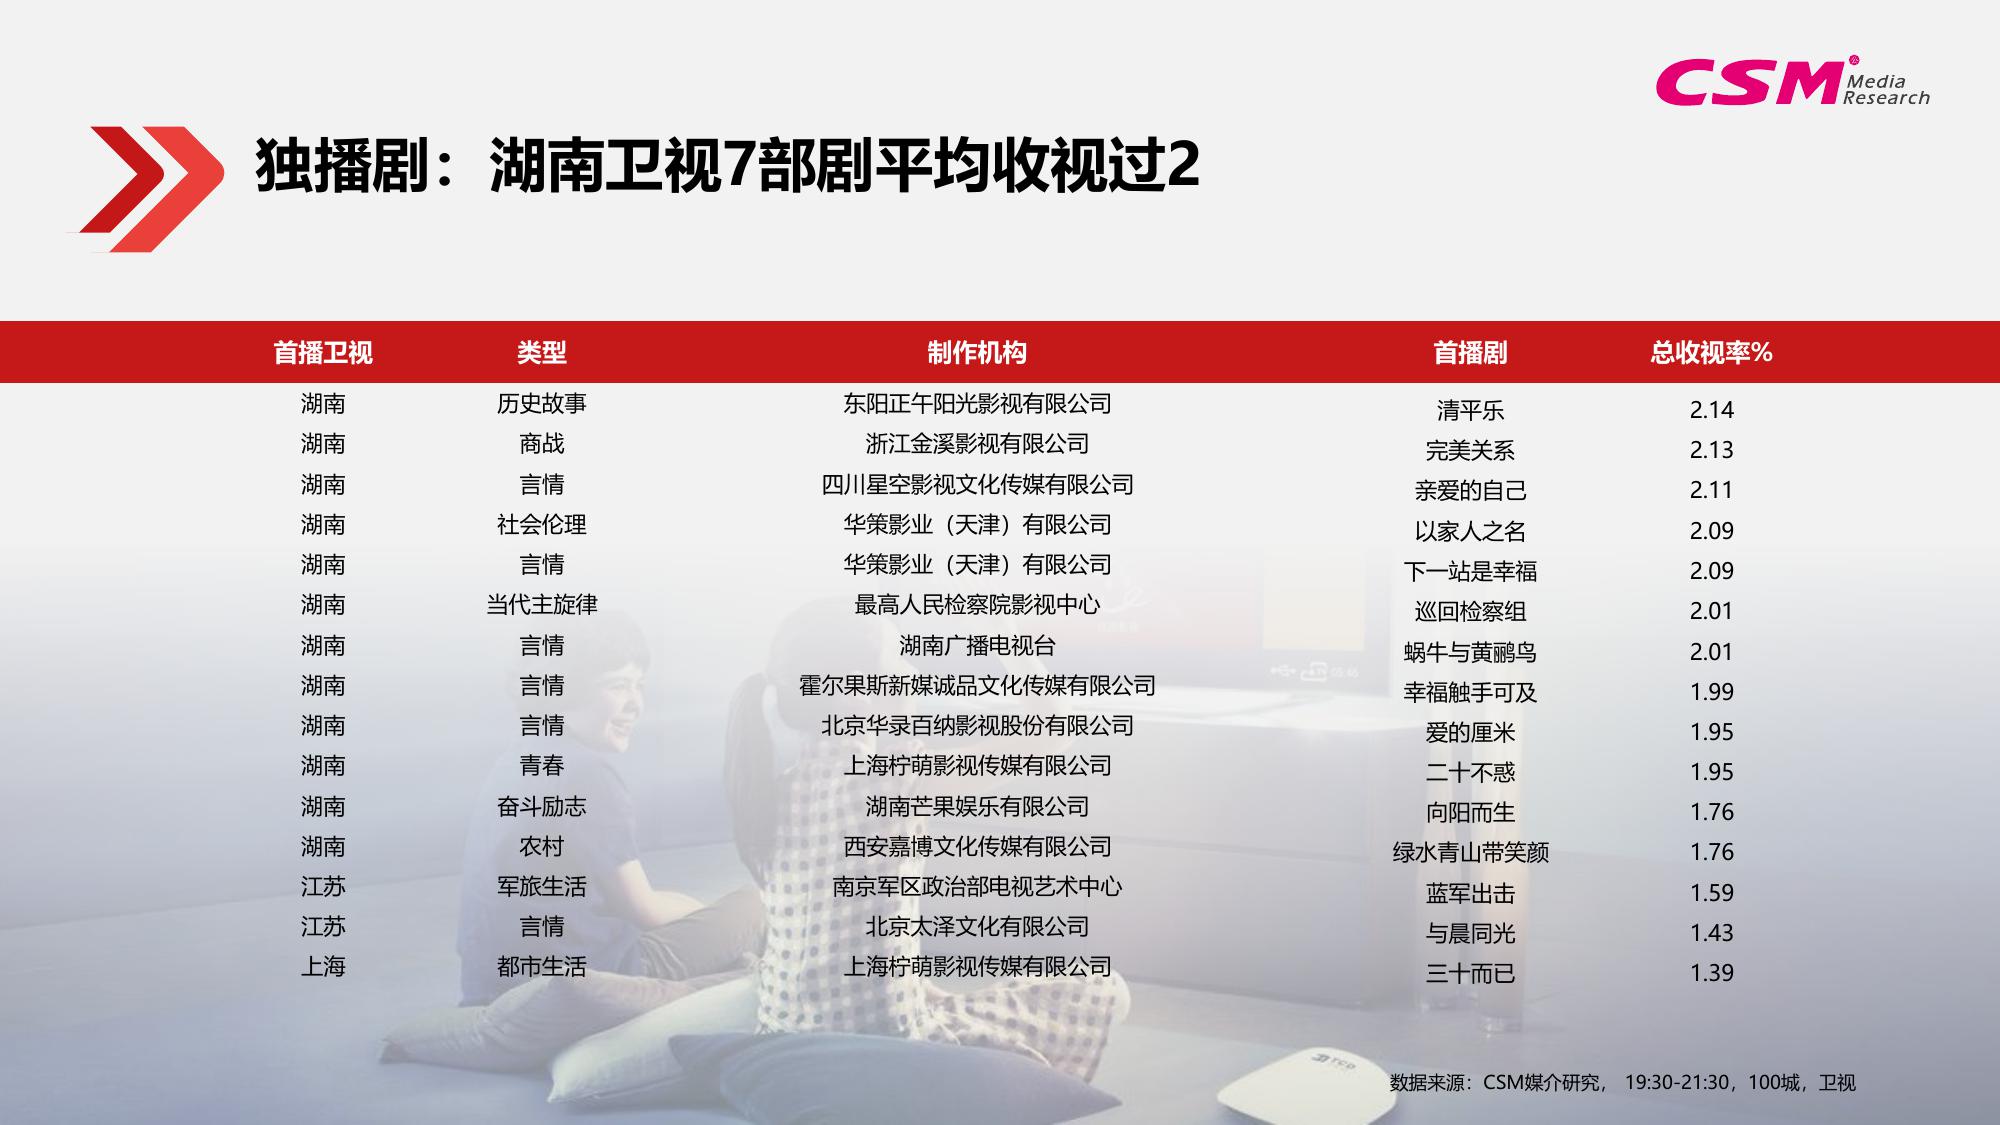 CSM Media
Research
独播剧：湖南卫视7部剧平均收视过2
首播卫视 类型 制作机构 首播剧 总收视率%
湖南 历史故事 东阳正午阳光影视有限公司 清平乐 2.14
湖南 商战 浙江金溪影视有限公司 完美关系 2.13
湖南 言情 四川星空影视文化传媒有限公司 亲爱的自己 2.11
湖南 社会伦理 华策影业（天津）有限公司 以家人之名 2.09
湖南 言情 华策影业（天津）有限公司 下一站是幸福 2.09
湖南 当代主旋律 最高人民检察院影视中心 巡回检察组 2.01
湖南 言情 湖南广播电视台 蜗牛与黄鹂鸟 2.01
湖南 言情 霍尔果斯新媒诚品文化传媒有限公司 幸福触手可及 1.99
湖南 言情 北京华录百纳影视股份有限公司 爱的厘米 1.95
湖南 青春 上海柠萌影视传媒有限公司 二十不惑 1.95
湖南 奋斗励志 湖南芒果娱乐有限公司 向阳而生 1.76
湖南 农村 西安嘉博文化传媒有限公司 绿水青山带笑颜 1.76
江苏 军旅生活 南京军区政治部电视艺术中心 蓝军出击 1.59
江苏 言情 北京太泽文化有限公司 与晨同光 1.43
上海 都市生活 上海柠萌影视传媒有限公司 三十而已 1.39
数据来源：CSM媒介研究， 19:30-21:30，100城，卫视